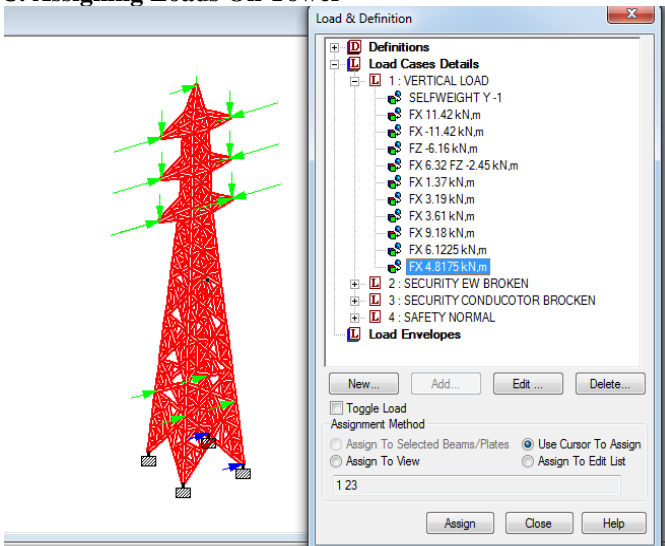 Load & Definition
Definitions
Load Cases Details
1 : VERTICAL LOAD
SELFWEIGHT Y -1
FX 11.42 kN,m
FX -11.42 kN,m
FZ -6.16 kN,m
FX 6.32 FZ -2.45 kN,m
FX 1.37 kN,m
FX 3.19 kN,m
FX 3.61 kN,m
FX 9.18 kN,m
FX 6.1225 kN,m
FX 4.8175 kN,m
2 : SECURITY EW BROKEN
3 : SECURITY CONDUCOTOR BROCKEN
4 : SAFETY NORMAL
Load Envelopes
New... Add... Edit ... Delete...
Toggle Load
Assignment Method
Assign To Selected Beams/Plates Use Cursor To Assign
Assign To View Assign To Edit List
1 23
Assign Close Help